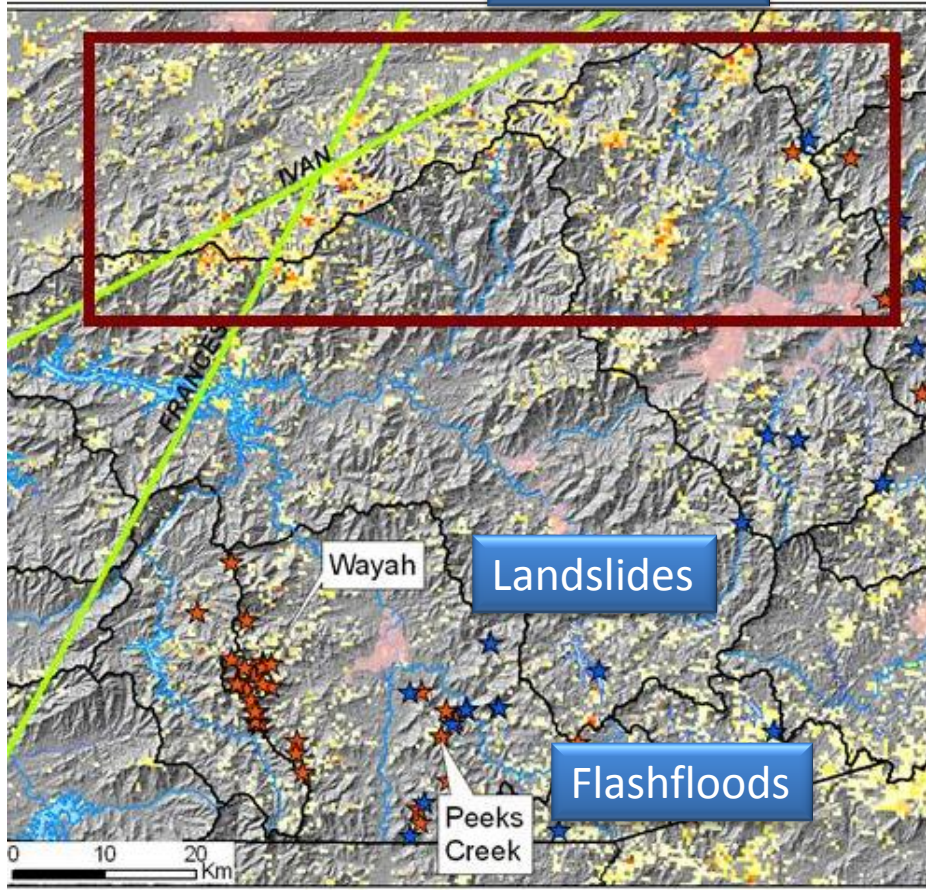 IVAN
FRANCES
Wayah
Landslides
Flashfloods
Peeks
Creek
0 10 20
Km